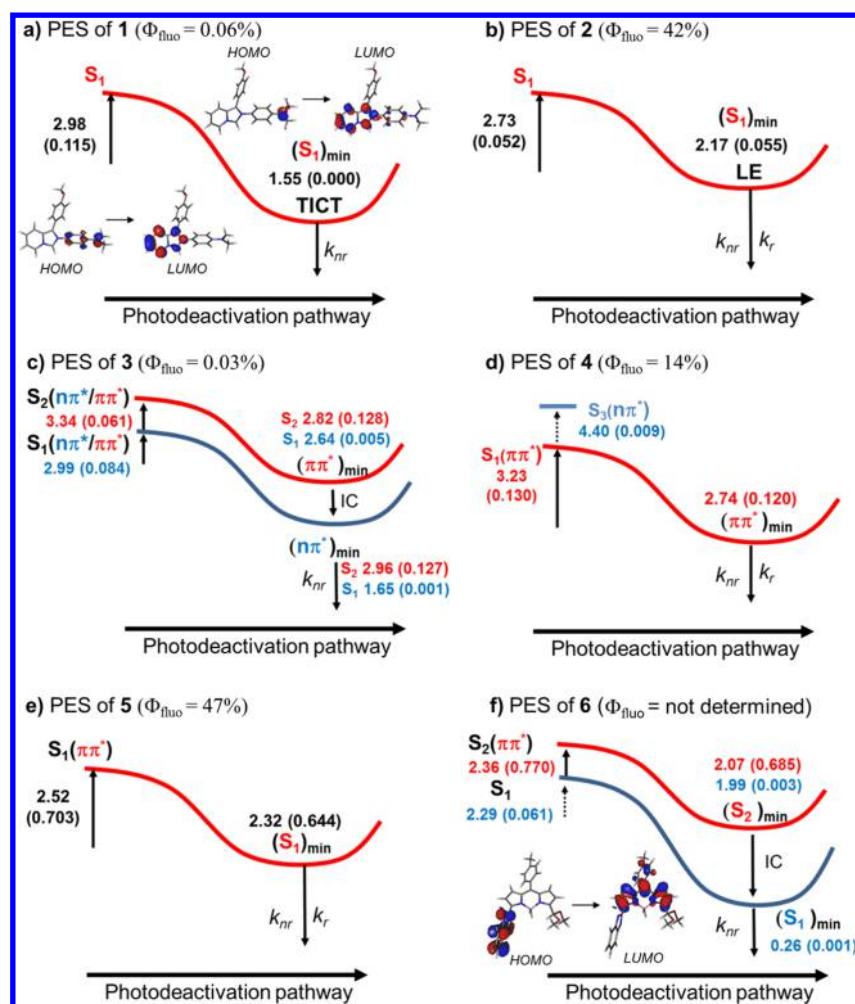 a) PES of 1 (Φfluo = 0.06%)
HOMO
LUMO
S1
2.98
(0.115)
(S1)min
1.55 (0.000)
TICT
HOMO
LUMO
knr
Photodeactivation pathway
b) PES of 2 (Φfluo = 42%)
S1
2.73
(0.052)
(S1)min
2.17 (0.055)
LE
knr
kr
Photodeactivation pathway
c) PES of 3 (Φfluo = 0.03%)
S2(nπ*/ππ*)
3.34 (0.061)
S1(nπ*/ππ*)
2.99 (0.084)
S2 2.82 (0.128)
S1 2.64 (0.005)
(ππ*)min
IC
(nπ*)min
knr
S2 2.96 (0.127)
S1 1.65 (0.001)
Photodeactivation pathway
d) PES of 4 (Φfluo = 14%)
S3(nπ*)
4.40 (0.009)
S1(ππ*)
3.23
(0.130)
2.74 (0.120)
(ππ*)min
knr
kr
Photodeactivation pathway
e) PES of 5 (Φfluo = 47%)
S1(ππ*)
2.52
(0.703)
2.32 (0.644)
(S1)min
knr
kr
Photodeactivation pathway
f) PES of 6 (Φfluo = not determined)
S2(ππ*)
2.36 (0.770)
S1
2.29 (0.061)
2.07 (0.685)
1.99 (0.003)
(S2)min
IC
HOMO
LUMO
knr
(S1)min
0.26 (0.001)
Photodeactivation pathway